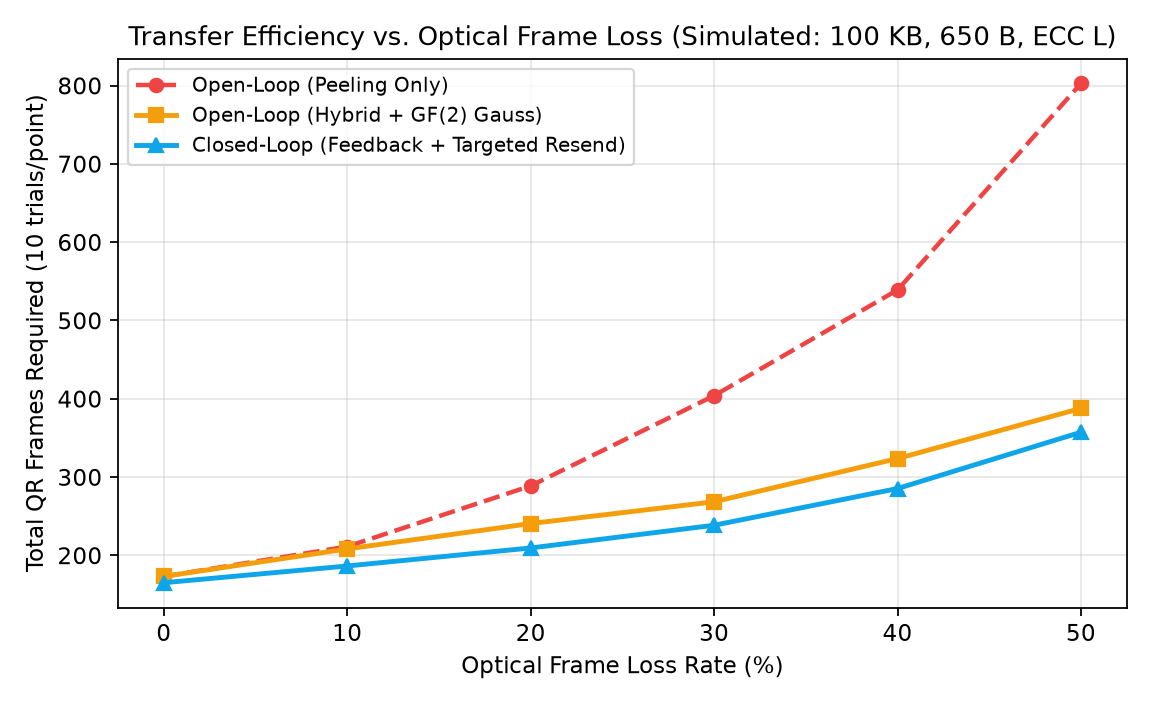 Transfer Efficiency vs. Optical Frame Loss (Simulated: 100 KB, 650 B, ECC L)
Open-Loop (Peeling Only)
Open-Loop (Hybrid + GF(2) Gauss)
Closed-Loop (Feedback + Targeted Resend)
Total QR Frames Required (10 trials/point)
800
700
600
500
400
300
200
0 10 20 30 40 50
Optical Frame Loss Rate (%)